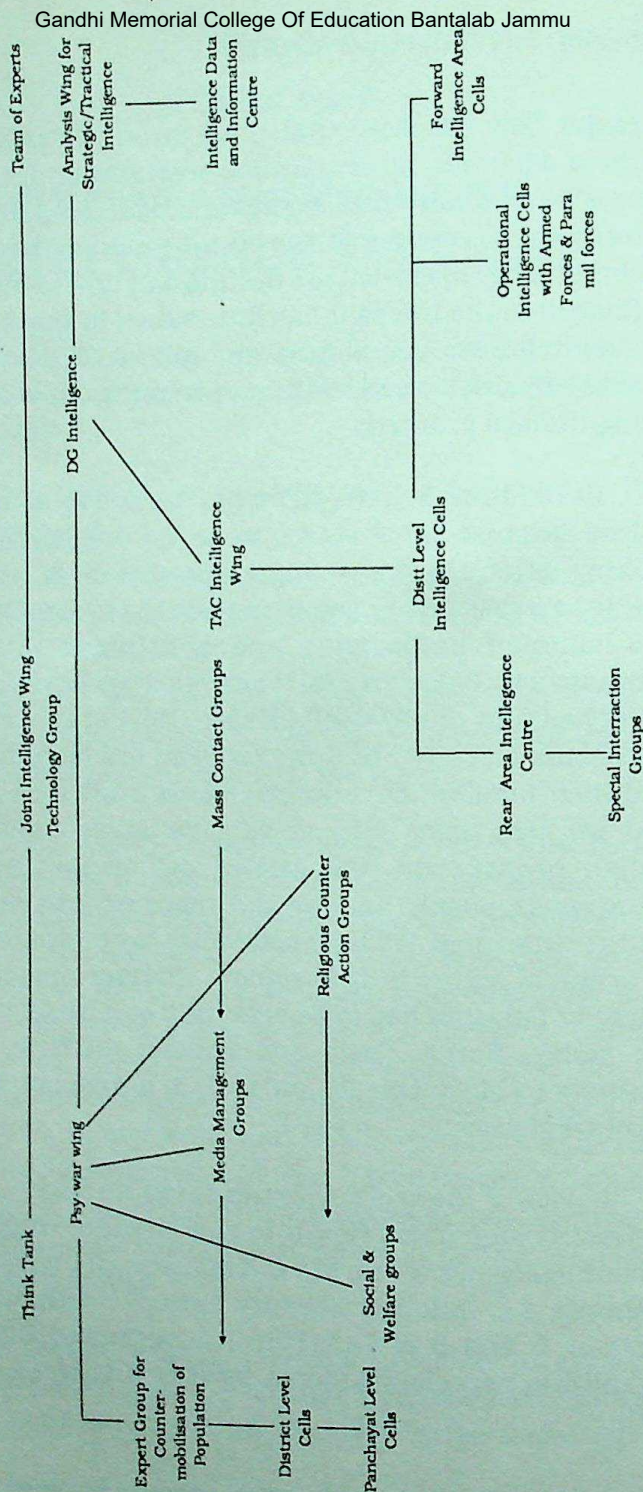 Gandhi Memorial College Of Education Bantalab Jammu
Think Tank
Joint Intelligence Wing
Technology Group
Team of Experts
Psy-war wing
DG Intelligence
Analysis Wing for
Strategic/Tractical
Intelligence
Expert Group for
Counter-
mobilisation of
Population
Media Management
Groups
Mass Contact Groups
TAC Inteiligence
Wing
Intelligence Data
and Information
Centre
District Level
Cells
Panchayat Level
Cells
Social &
Welfare groups
Religious Counter
Action Groups
Distt Level
Intelligence Cells
Rear Area Intellegence
Centre
Special Interraction
Groups
Operational
Intelligence Cells
with Armed
Forces & Para
mil forces
Forward
Intelligence Area
Cells